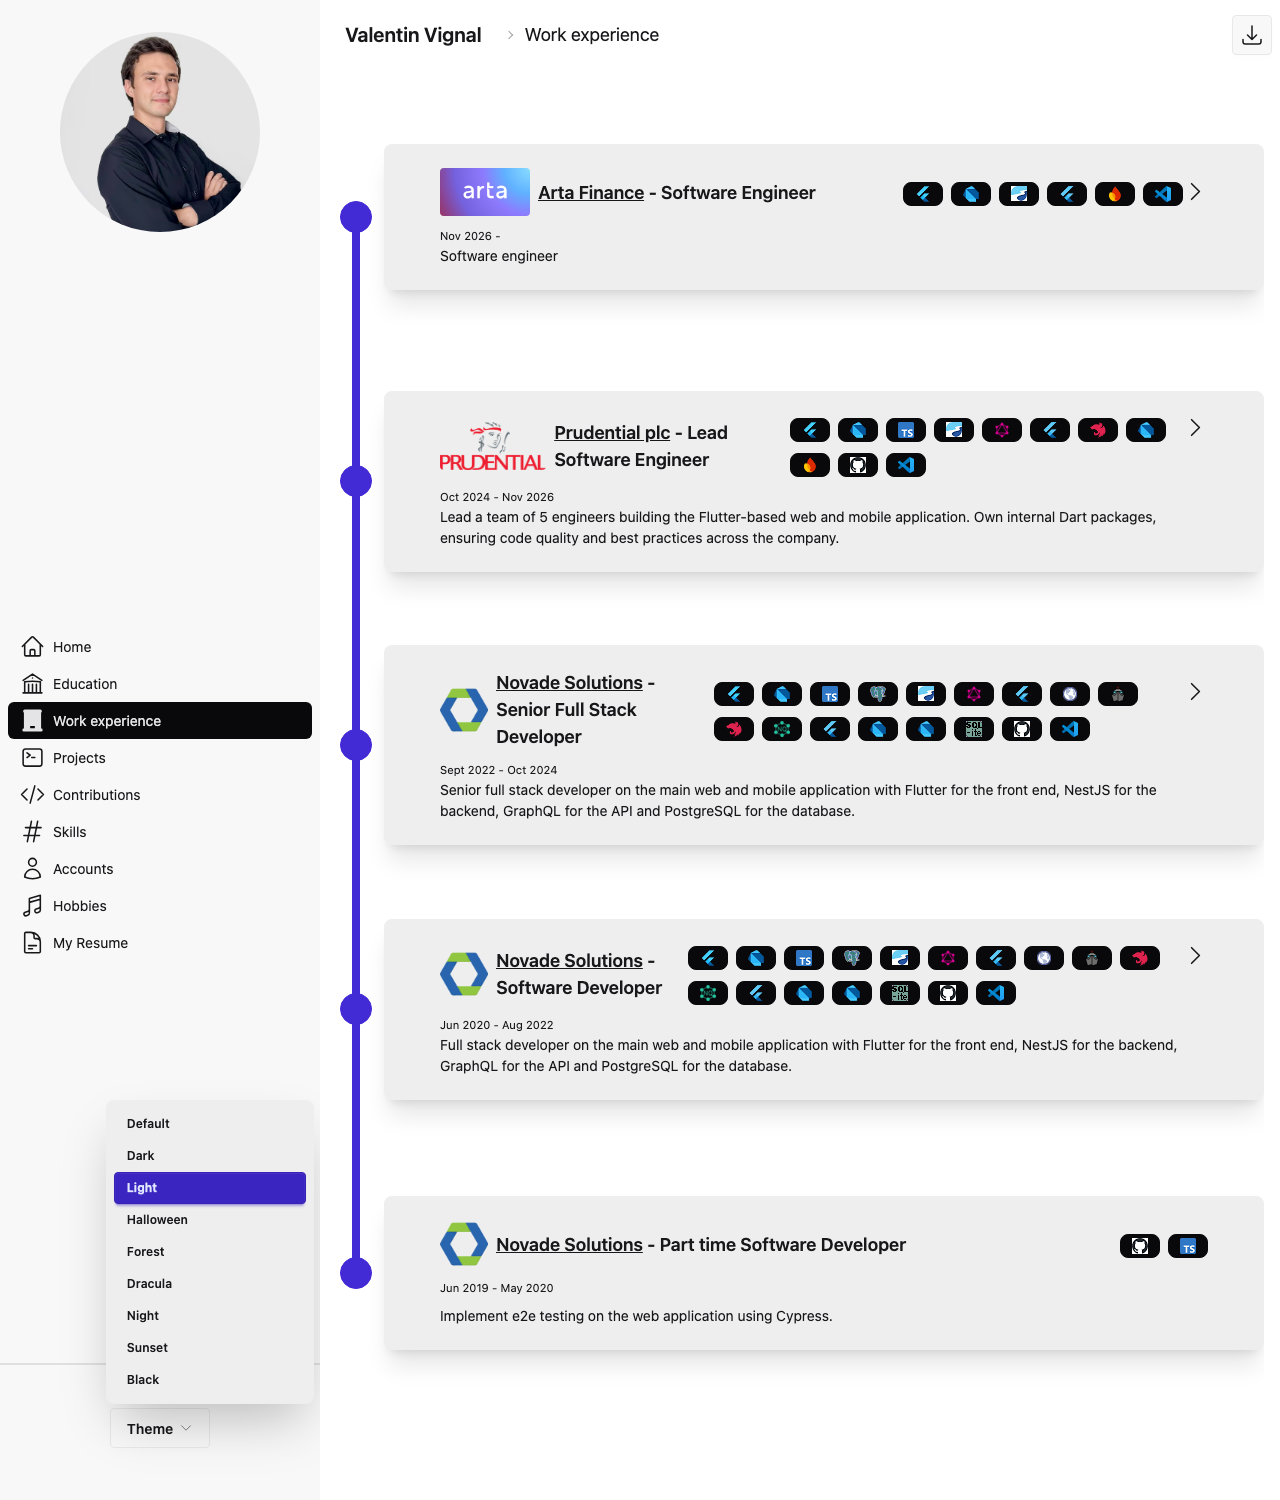 Valentin Vignal
Work experience
Home
Education
Work experience
Projects
Contributions
Skills
Accounts
Hobbies
My Resume
Default
Dark
Light
Halloween
Forest
Dracula
Night
Sunset
Black
Theme
arta
Arta Finance - Software Engineer
Nov 2026 -
Software engineer
PRUDENTIAL
Prudential plc - Lead
Software Engineer
TS
Oct 2024 - Nov 2026
Lead a team of 5 engineers building the Flutter-based web and mobile application. Own internal Dart packages,
ensuring code quality and best practices across the company.
Novade Solutions -
Senior Full Stack
Developer
TS
SQL
ite
Sept 2022 - Oct 2024
Senior full stack developer on the main web and mobile application with Flutter for the front end, NestJS for the
backend, GraphQL for the API and PostgreSQL for the database.
Novade Solutions -
Software Developer
TS
SQL
ite
Jun 2020 - Aug 2022
Full stack developer on the main web and mobile application with Flutter for the front end, NestJS for the backend,
GraphQL for the API and PostgreSQL for the database.
Novade Solutions - Part time Software Developer
TS
Jun 2019 - May 2020
Implement e2e testing on the web application using Cypress.